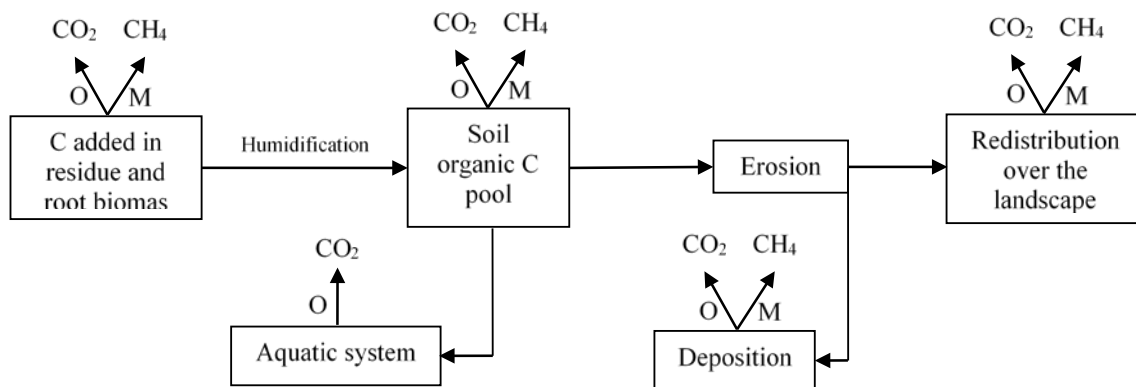 CO₂ CH₄
O M
C added in
residue and
root biomas
Humidification
CO₂ CH₄
O M
Soil
organic C
pool
Erosion
CO₂ CH₄
O M
Redistribution
over the
landscape
CO₂
O
Aquatic system
CO₂ CH₄
O M
Deposition